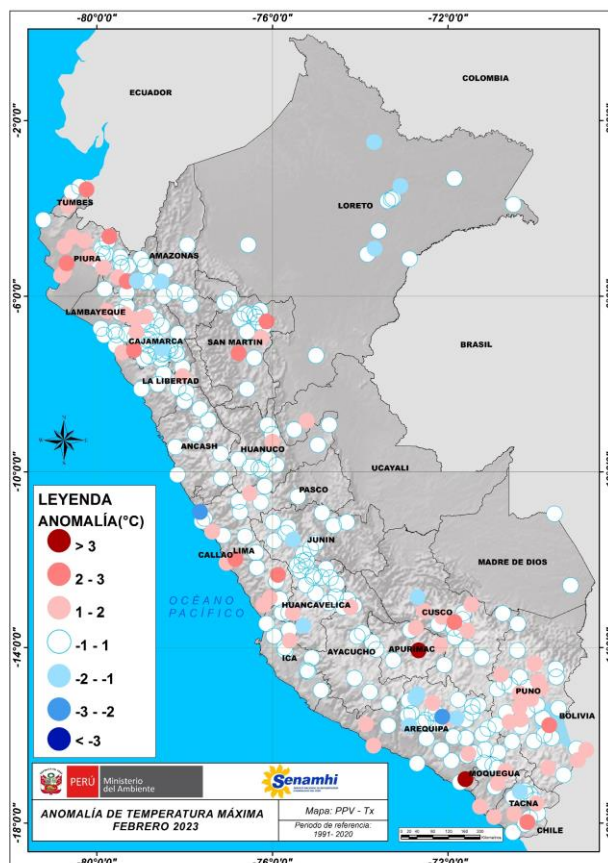 -80°0'0" -76°0'0" -72°0'0"
COLOMBIA
ECUADOR
-2°0'0"
TUMBES
LORETO
AMAZONAS
PIURA
-6°0'0"
LAMBAYEQUE
CAJAMARCA
SAN MARTIN
BRASIL
LA LIBERTAD
ANCASH
HUANUCO
UCAYALI
-10°0'0"
PASCO
LEYENDA
ANOMALÍA(°C)
> 3
2 - 3
1 - 2
-1 - 1
-2 - -1
-3 - -2
< -3
JUNIN
CALLAO
LIMA
MADRE DE DIOS
OCÉANO
PACÍFICO
HUANCAVELICA
CUSCO
-14°0'0"
ICA
AYACUCHO
APURIMAC
PUNO
AREQUIPA
BOLIVIA
MOQUEGUA
TACNA
CHILE
PERÚ
Ministerio
del Ambiente
Senamhi
ANOMALÍA DE TEMPERATURA MÁXIMA
FEBRERO 2023
Mapa: PPV - Tx
Periodo de referencia:
1991- 2020
-18°0'0"
-80°0'0" -76°0'0" -72°0'0"